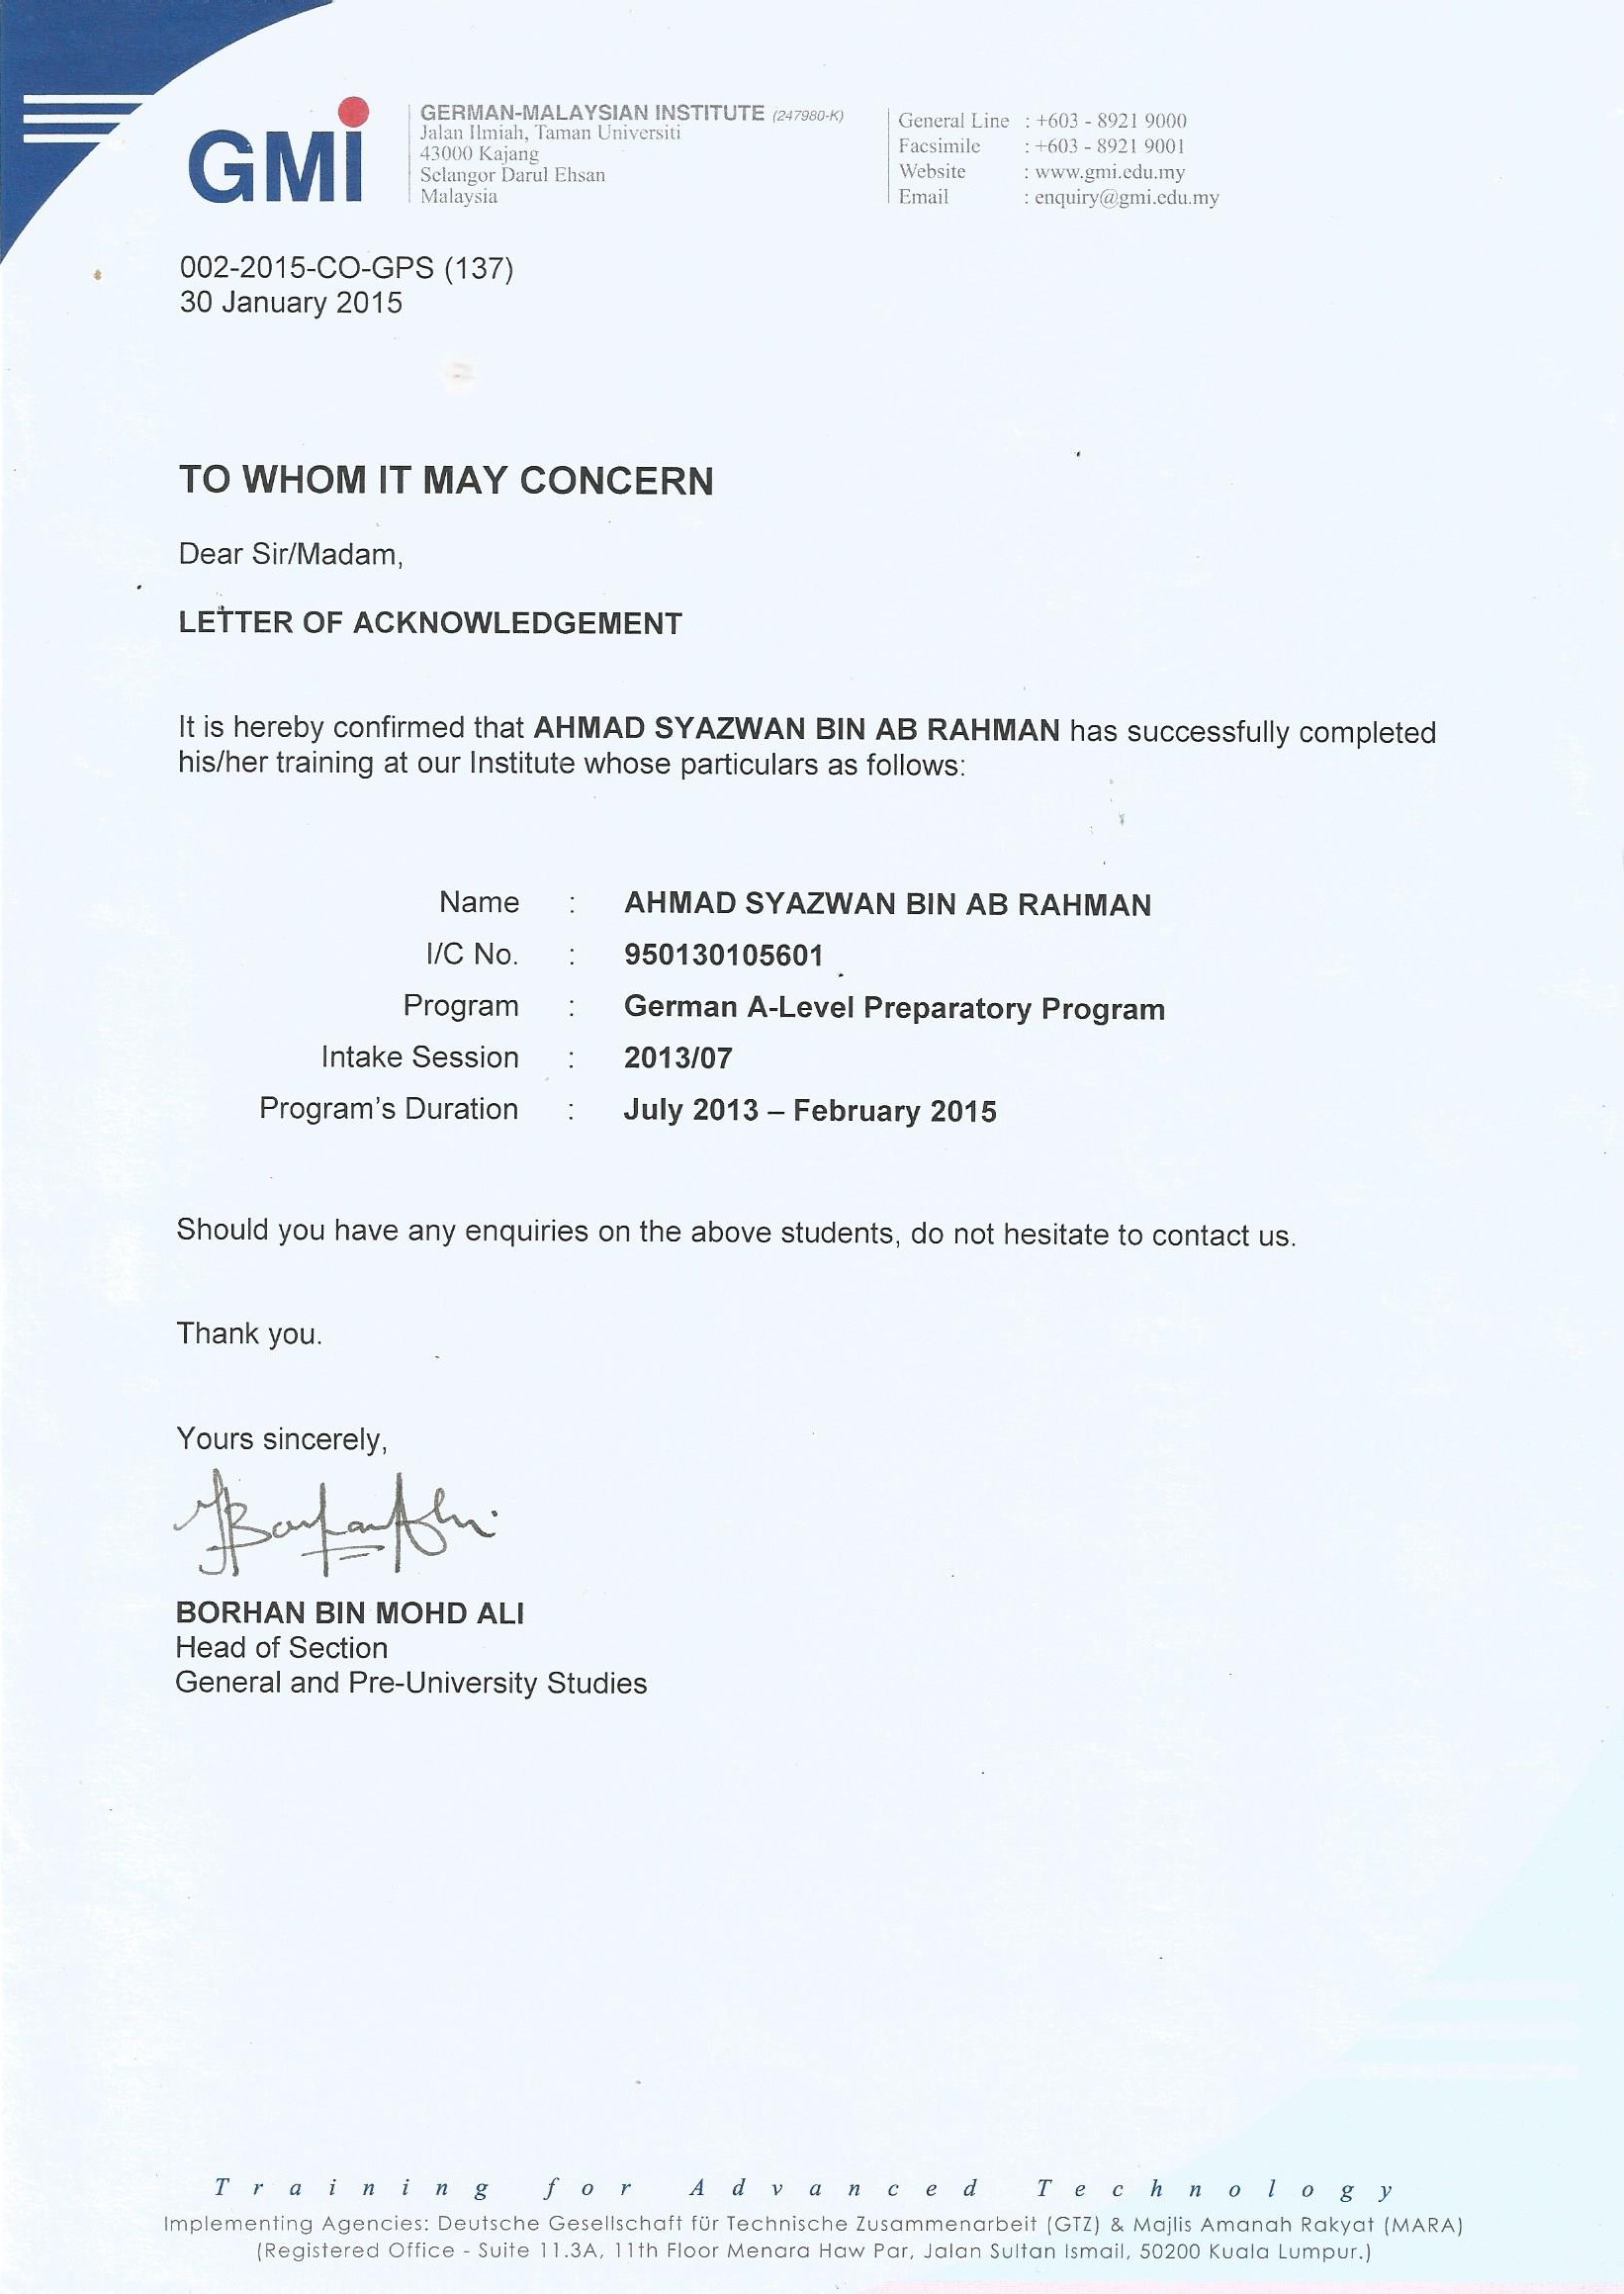 GMI
GERMAN-MALAYSIAN INSTITUTE (247980-K)
Jalan Ilmiah, Taman Universiti
43000 Kajang
Selangor Darul Ehsan
Malaysia
General Line : +603 - 8921 9000
Facsimile : +603 - 8921 9001
Website : www.gmi.edu.my
Email : enquiry@gmi.edu.my
002-2015-CO-GPS (137)
30 January 2015
TO WHOM IT MAY CONCERN
Dear Sir/Madam,
LETTER OF ACKNOWLEDGEMENT
It is hereby confirmed that AHMAD SYAZWAN BIN AB RAHMAN has successfully completed
his/her training at our Institute whose particulars as follows:
Name : AHMAD SYAZWAN BIN AB RAHMAN
I/C No. : 950130105601
Program : German A-Level Preparatory Program
Intake Session : 2013/07
Program's Duration : July 2013 – February 2015
Should you have any enquiries on the above students, do not hesitate to contact us.
Thank you.
Yours sincerely,
BORHAN BIN MOHD ALI
Head of Section
General and Pre-University Studies
Training for Advanced Technology
Implementing Agencies: Deutsche Gesellschaft für Technische Zusammenarbeit (GTZ) & Majlis Amanah Rakyat (MARA)
(Registered Office - Suite 11.3A, 11th Floor Menara Haw Par, Jalan Sultan Ismail, 50200 Kuala Lumpur.)